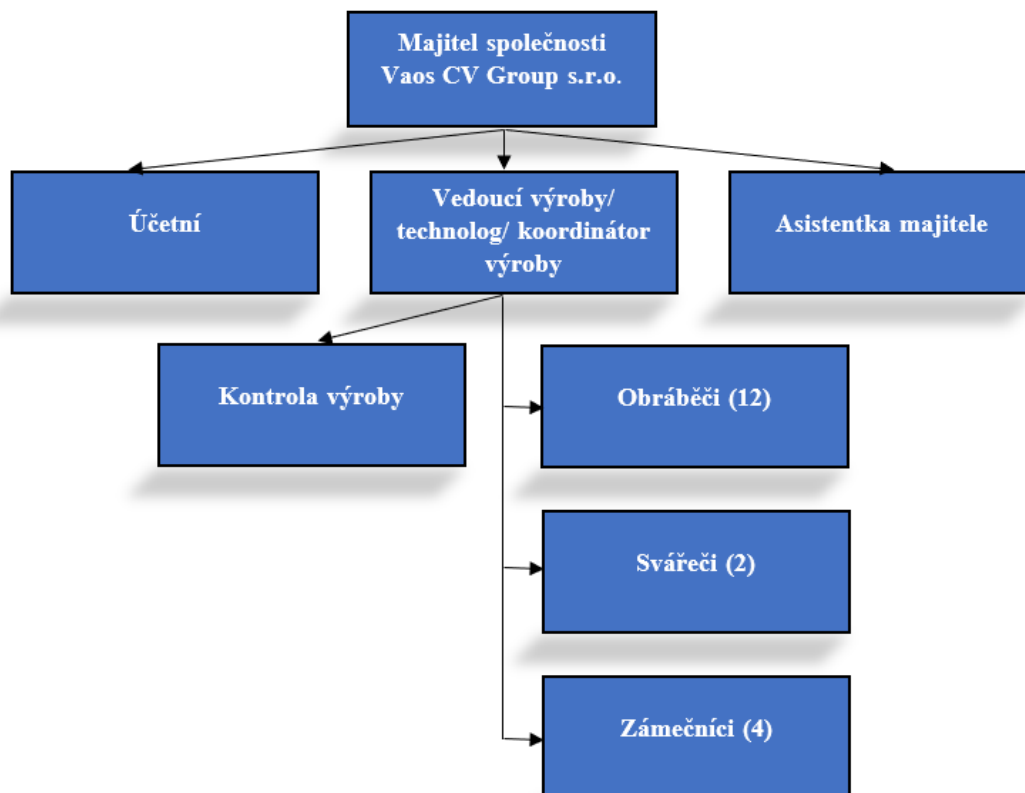 Majitel společnosti
Vaos CV Group s.r.o.
Účetní
Vedoucí výroby/
technolog/ koordinátor
výroby
Asistentka majitele
Kontrola výroby
Obráběči (12)
Svářeči (2)
Zámečníci (4)